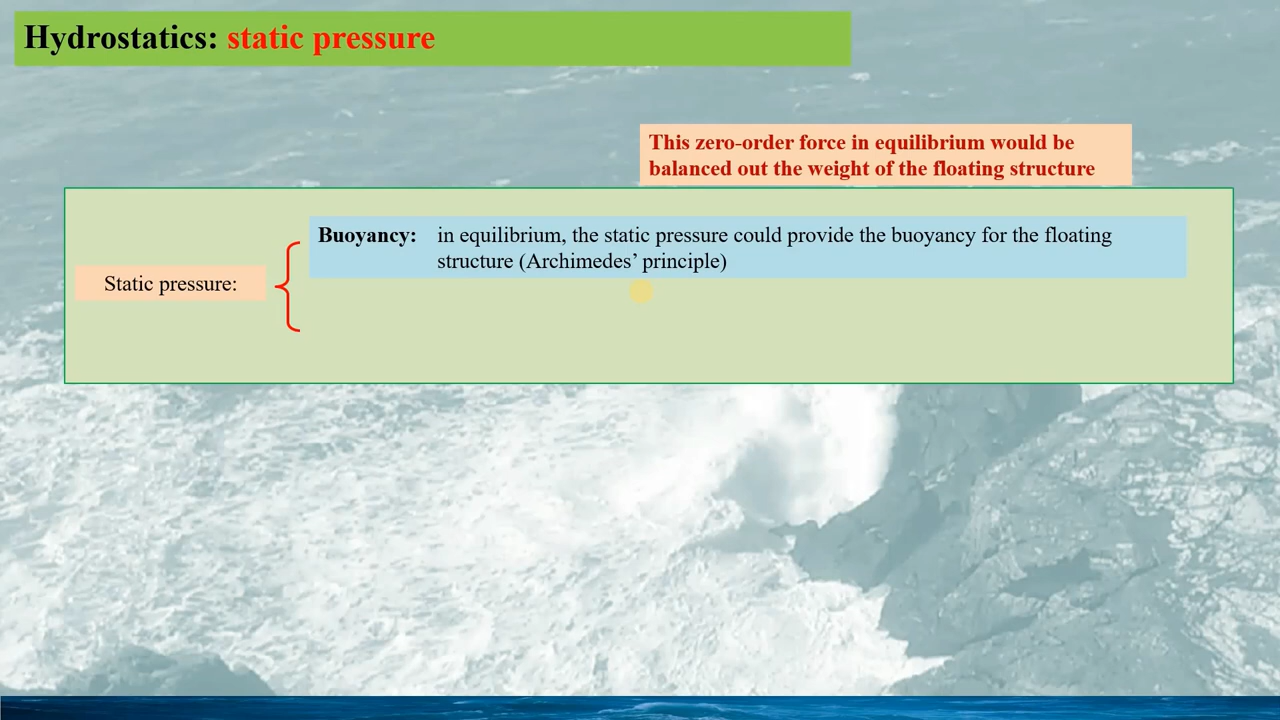 Hydrostatics: static pressure
This zero-order force in equilibrium would be
balanced out the weight of the floating structure
Buoyancy: in equilibrium, the static pressure could provide the buoyancy for the floating
structure (Archimedes’ principle)
Static pressure: